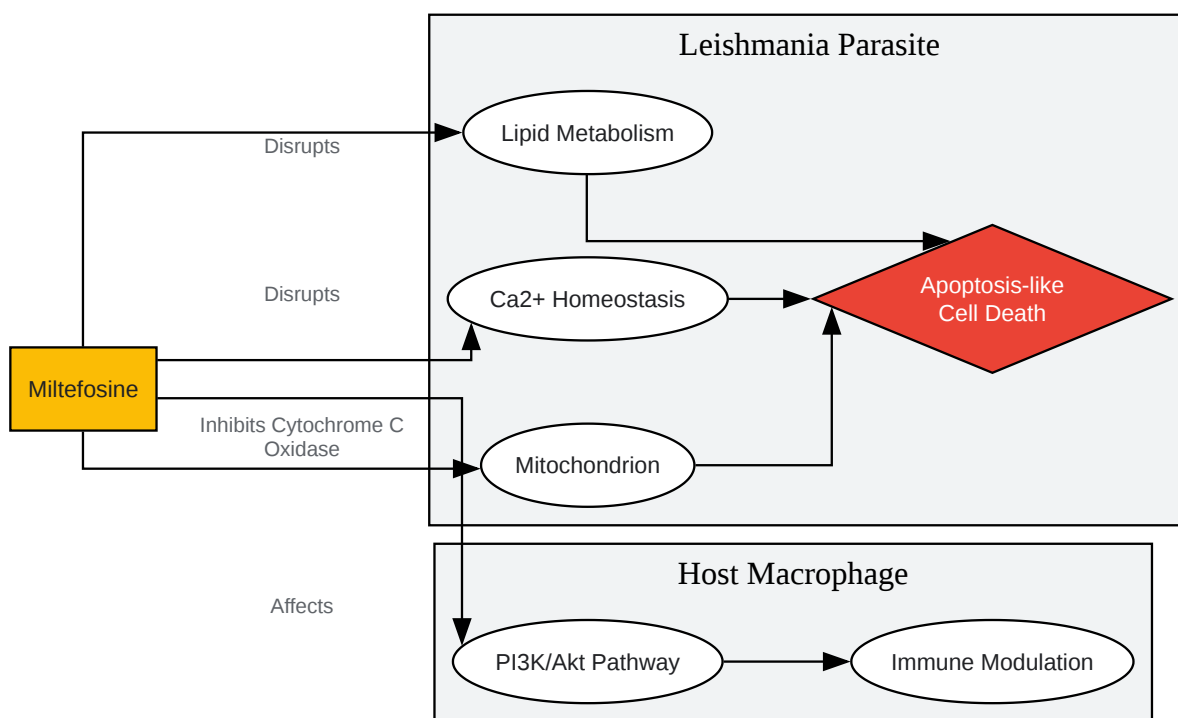 Leishmania Parasite
Lipid Metabolism
Disrupts
Disrupts
Ca2+ Homeostasis
Apoptosis-like
Cell Death
Miltefosine
Inhibits Cytochrome C
Oxidase
Mitochondrion
Host Macrophage
Affects
PI3K/Akt Pathway
Immune Modulation